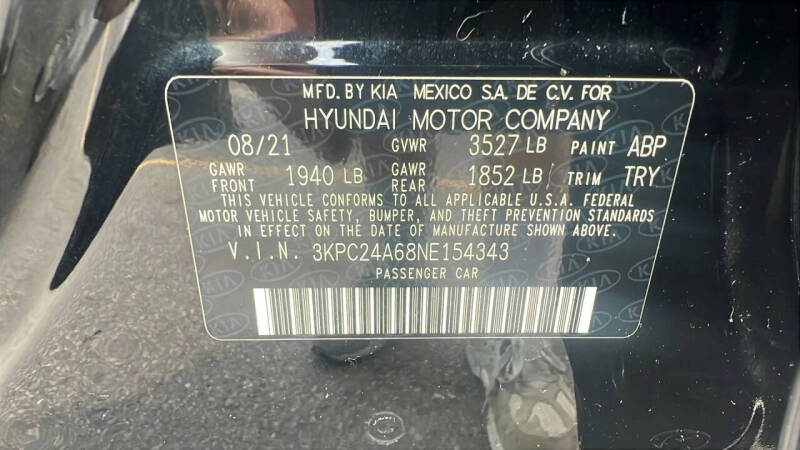 MFD. BY KIA MEXICO S.A. DE C.V. FOR
HYUNDAI MOTOR COMPANY
08/21 GVWR 3527 LB PAINT ABP
GAWR FRONT 1940 LB GAWR REAR 1852 LB TRIM TRY
THIS VEHICLE CONFORMS TO ALL APPLICABLE U.S.A. FEDERAL
MOTOR VEHICLE SAFETY, BUMPER, AND THEFT PREVENTION STANDARDS
IN EFFECT ON THE DATE OF MANUFACTURE SHOWN ABOVE.
V.I.N. 3KPC24A68NE154343
PASSENGER CAR